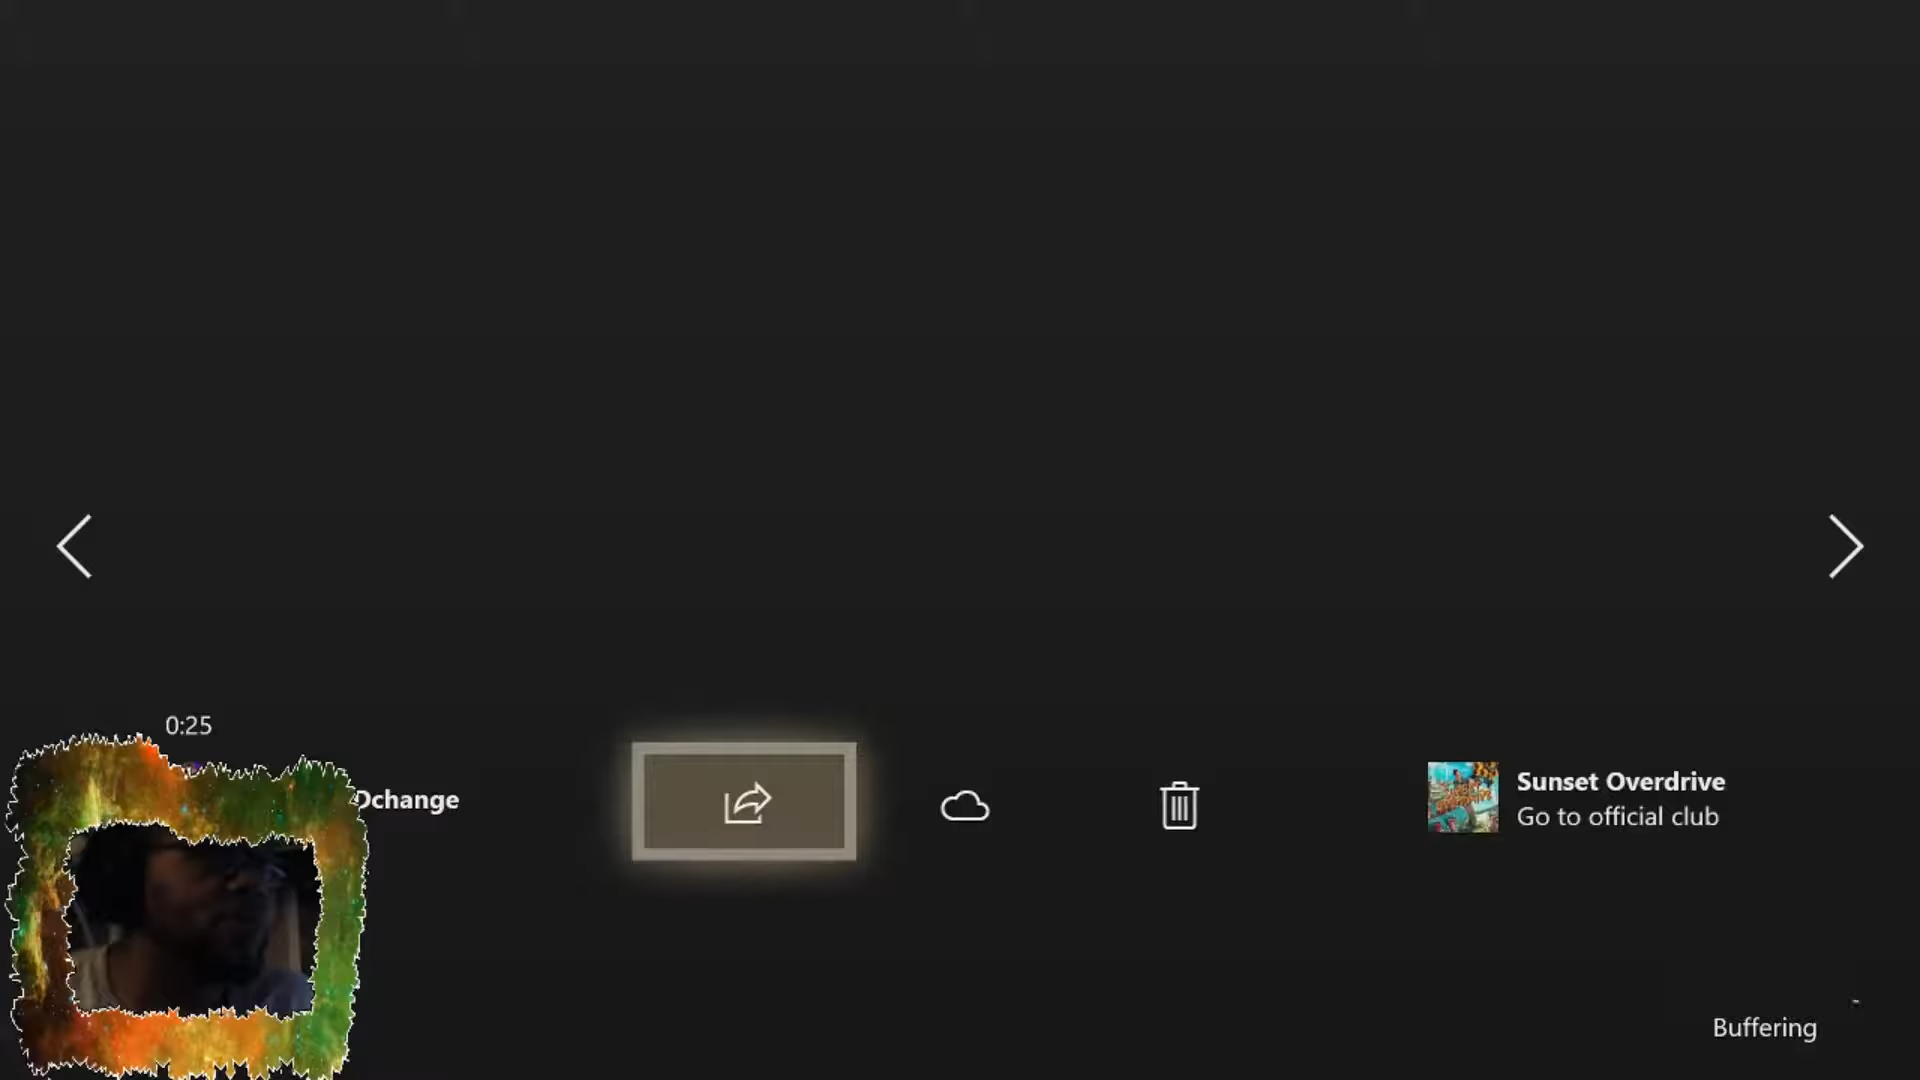 0:25
Dchange
Sunset Overdrive
Go to official club
Buffering